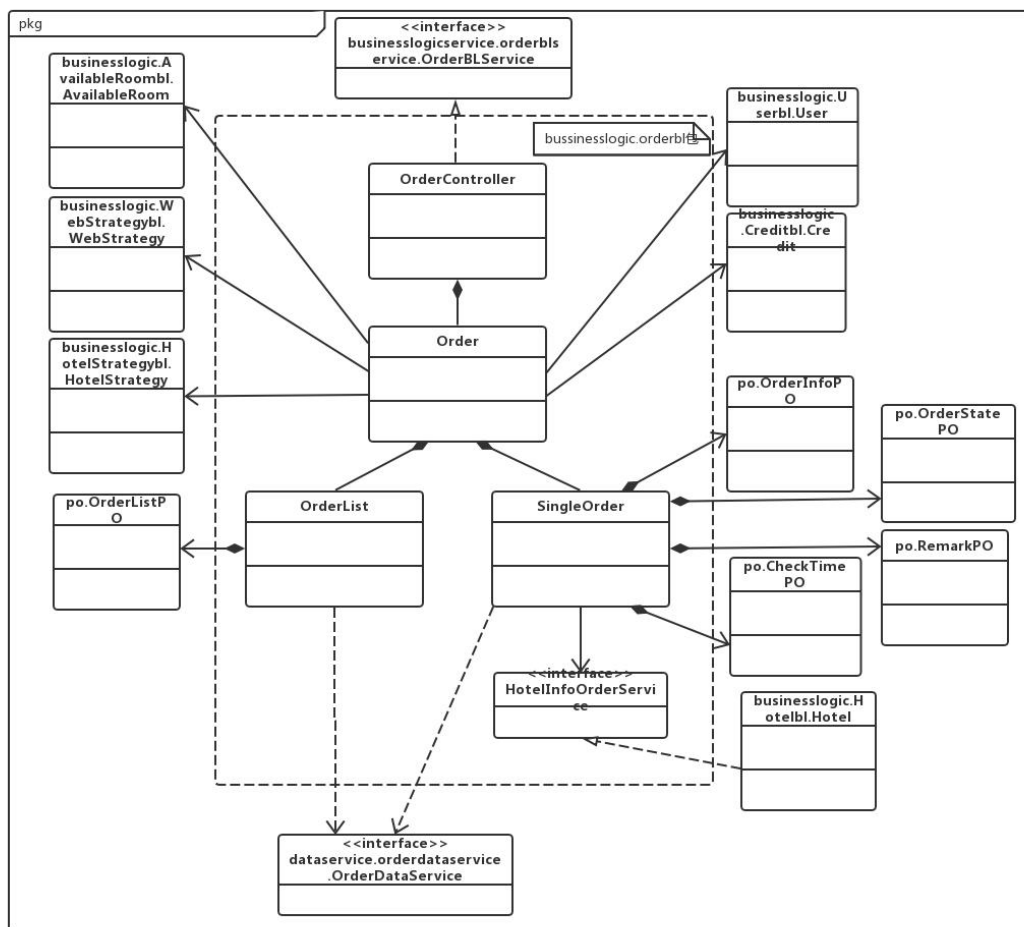 pkg
<<interface>>
businesslogicservice.orderbls
ervice.OrderBLService
businesslogic.A
vailableRoombl.
AvailableRoom
businesslogic.U
serbl.User
bussinesslogic.orderbl
OrderController
businesslogic.W
ebStrategybl.
WebStrategy
businesslogic
.Creditbl.Cre
dit
Order
businesslogic.H
otelStrategybl.
HotelStrategy
po.OrderInfoP
O
po.OrderState
PO
po.OrderListP
O
OrderList
SingleOrder
po.RemarkPO
po.CheckTime
PO
<<interface>>
HotelInfoOrderServi
ce
businesslogic.H
otelbl.Hotel
<<interface>>
dataservice.orderdataservice
.OrderDataService